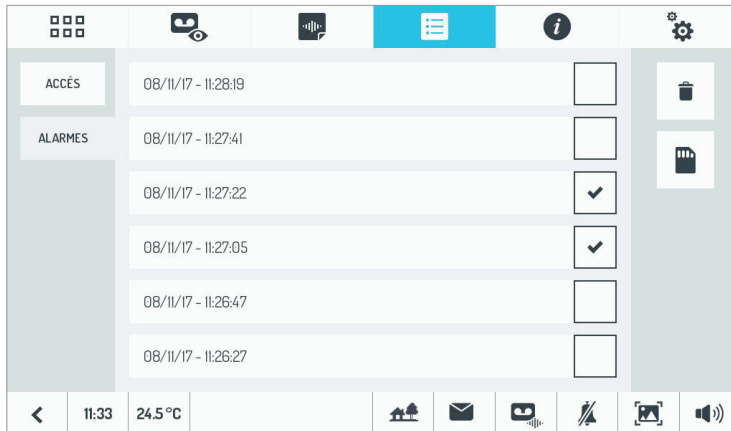 ACCÈS
ALARMES
08/11/17 - 11:28:19
08/11/17 - 11:27:41
08/11/17 - 11:27:22
08/11/17 - 11:27:05
08/11/17 - 11:26:47
08/11/17 - 11:26:27
11:33
24.5 °C